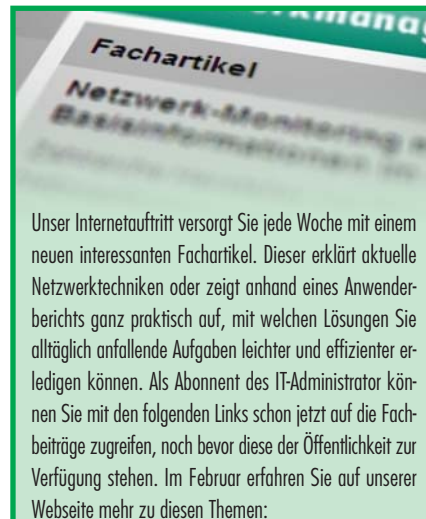 Fachartikel
Netzwerk-Monitoring
Basisinformationen
Unser Internetauftritt versorgt Sie jede Woche mit einem
neuen interessanten Fachartikel. Dieser erklärt aktuelle
Netzwerktechniken oder zeigt anhand eines Anwender-
berichts ganz praktisch auf, mit welchen Lösungen Sie
alltäglich anfallende Aufgaben leichter und effizienter er-
ledigen können. Als Abonnent des IT-Administrator kön-
nen Sie mit den folgenden Links schon jetzt auf die Fach-
beiträge zugreifen, noch bevor diese der Öffentlichkeit zur
Verfügung stehen. Im Februar erfahren Sie auf unserer
Webseite mehr zu diesen Themen: